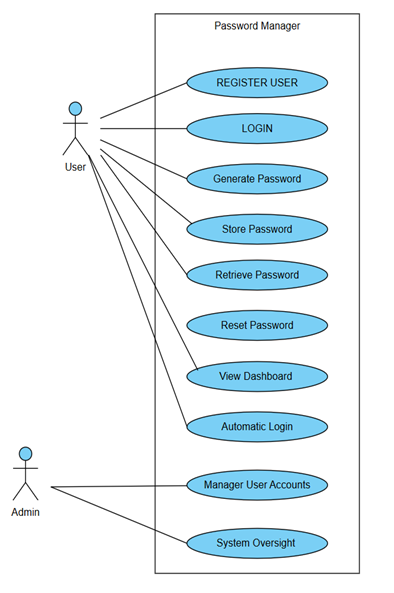 Password Manager
REGISTER USER
LOGIN
User
Generate Password
Store Password
Retrieve Password
Reset Password
View Dashboard
Automatic Login
Manager User Accounts
Admin
System Oversight